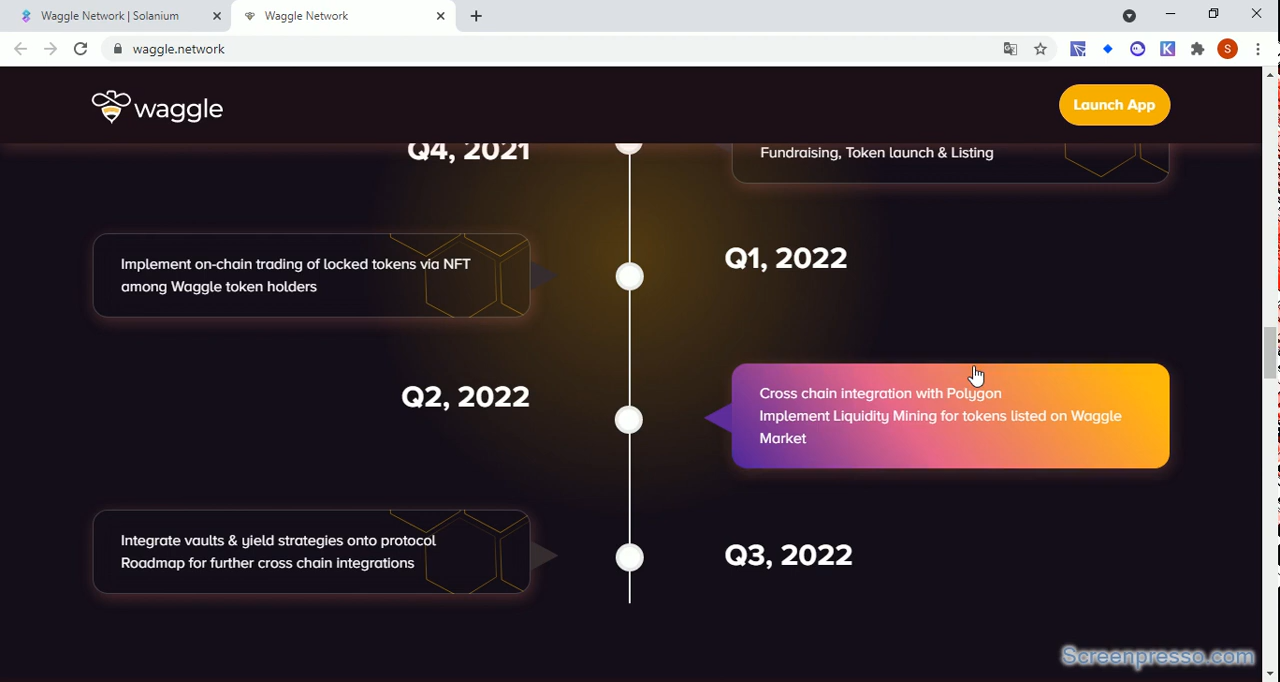 Waggle Network | Solanium
Waggle Network
waggle.network
S
K
waggle
Launch App
Q4, 2021
Fundraising, Token launch & Listing
Implement on-chain trading of locked tokens via NFT
among Waggle token holders
Q1, 2022
Q2, 2022
Cross chain integration with Polygon
Implement Liquidity Mining for tokens listed on Waggle
Market
Integrate vaults & yield strategies onto protocol
Roadmap for further cross chain integrations
Q3, 2022
Screenpresso.com